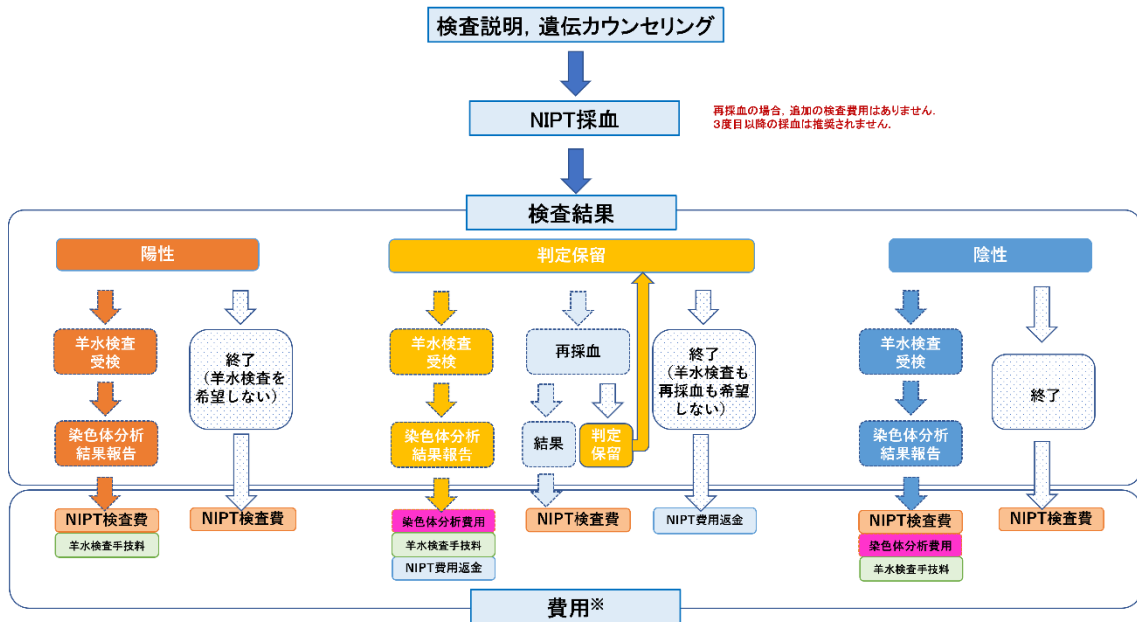 検査説明，遺伝カウンセリング
NIPT採血
再採血の場合，追加の検査費用はありません．
3度目以降の採血は推奨されません．
検査結果
陽性
判定保留
陰性
羊水検査
受検
終了
（羊水検査を
希望しない）
羊水検査
受検
再採血
終了
（羊水検査も
再採血も希望
しない）
羊水検査
受検
終了
染色体分析
結果報告
染色体分析
結果報告
結果
判定
保留
染色体分析
結果報告
NIPT検査費
羊水検査手技料
NIPT検査費
染色体分析費用
羊水検査手技料
NIPT費用返金
NIPT検査費
NIPT費用返金
NIPT検査費
染色体分析費用
羊水検査手技料
NIPT検査費
費用※